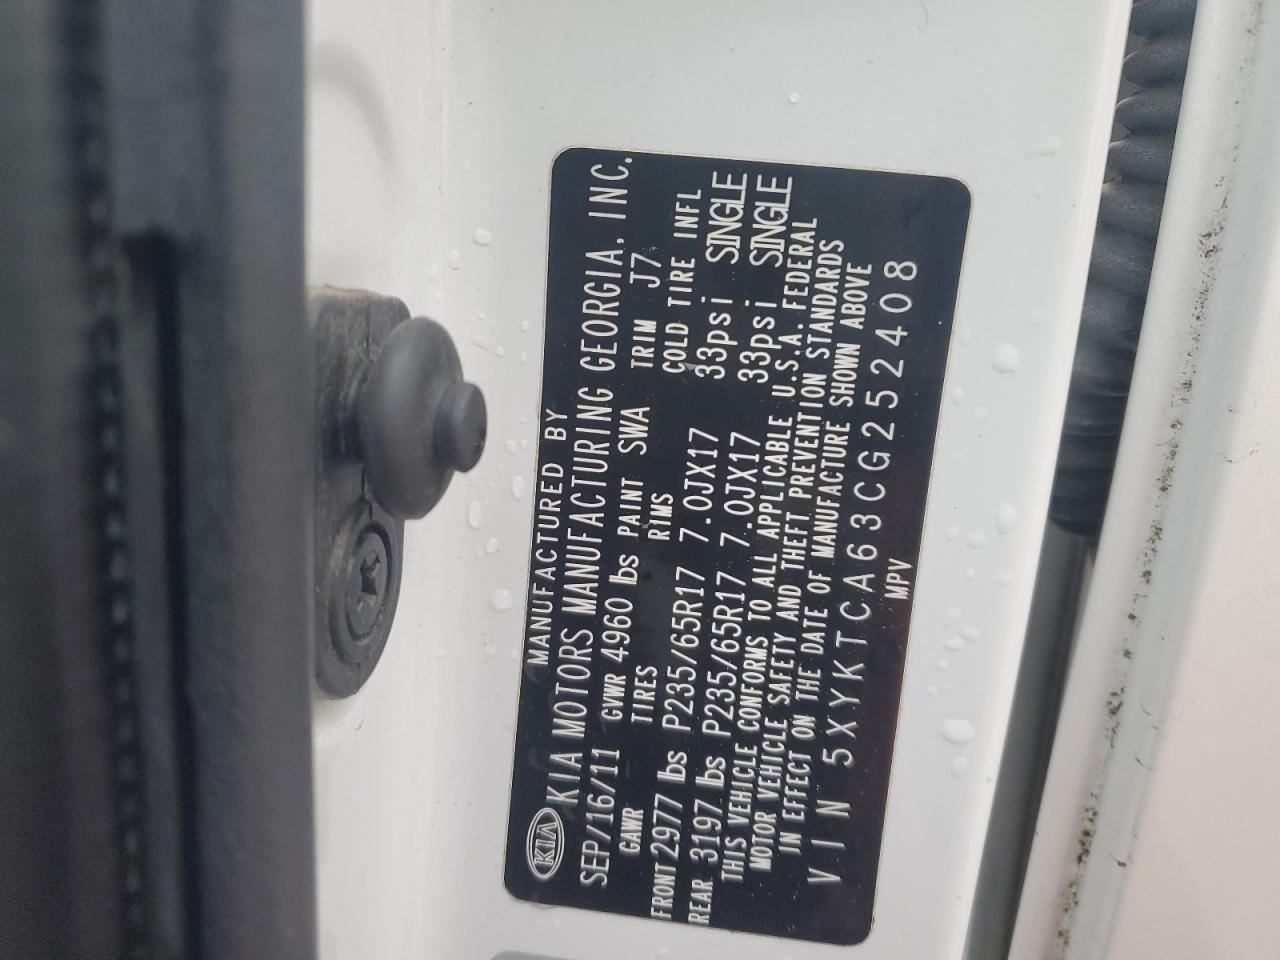 MANUFACTURED BY
KIA KIA MOTORS MANUFACTURING GEORGIA, INC.
SEP/16/11 GVWR 4960 lbs PAINT SWA TRIM J7
GAWR TIRES RIMS COLD TIRE INFL
FRONT 2977 lbs P235/65R17 7.0JX17 33psi SINGLE
REAR 3197 lbs P235/65R17 7.0JX17 33psi SINGLE
THIS VEHICLE CONFORMS TO ALL APPLICABLE U.S.A. FEDERAL
MOTOR VEHICLE SAFETY AND THEFT PREVENTION STANDARDS
IN EFFECT ON THE DATE OF MANUFACTURE SHOWN ABOVE
VIN 5XYKTCA63CG252408
MPV